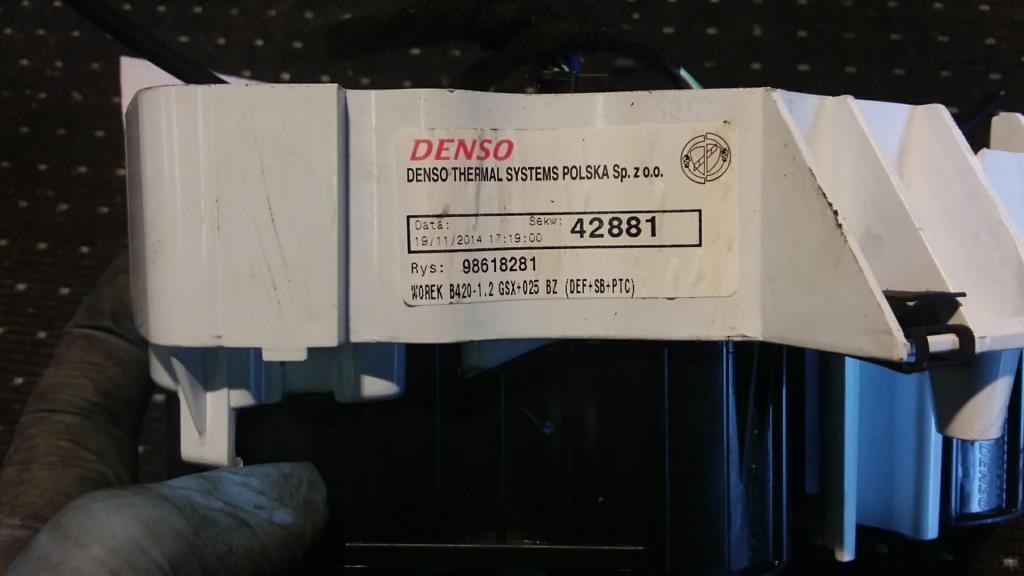 DENSO
DENSO THERMAL SYSTEMS POLSKA Sp. z o.o.
Data: Sekw: 42881
19/11/2014 17:19:00
Rys: 98618281
WOREK B420-1.2 GSX+025 BZ (DEF+SB+PTC)
DENSO